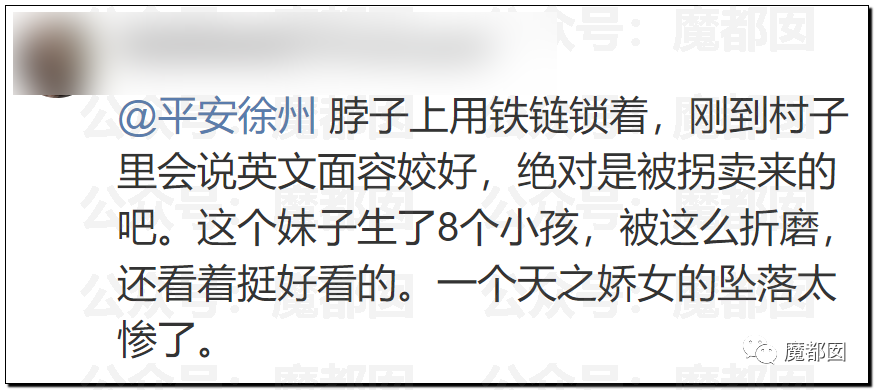 公众号：魔都囡
@平安徐州 脖子上用铁链锁着，刚到村子
里会说英文面容姣好，绝对是被拐卖来的
吧。这个妹子生了8个小孩，被这么折磨，
还看着挺好看的。一个天之娇女的坠落太
惨了。
魔都囡